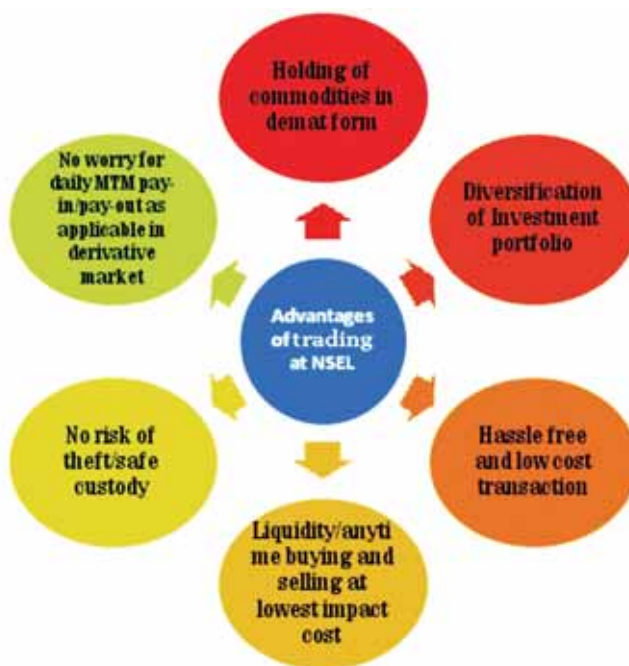 Holding of
commodities in
demat form
No worry for
daily MTM pay-
in/pay-out as
applicable in
derivative
market
Diversification
of Investment
portfolio
Advantages
of trading
at NSEL
No risk of
theft/safe
custody
Hassle free
and low cost
transaction
Liquidity/anyti
me buying and
selling at
lowest impact
cost